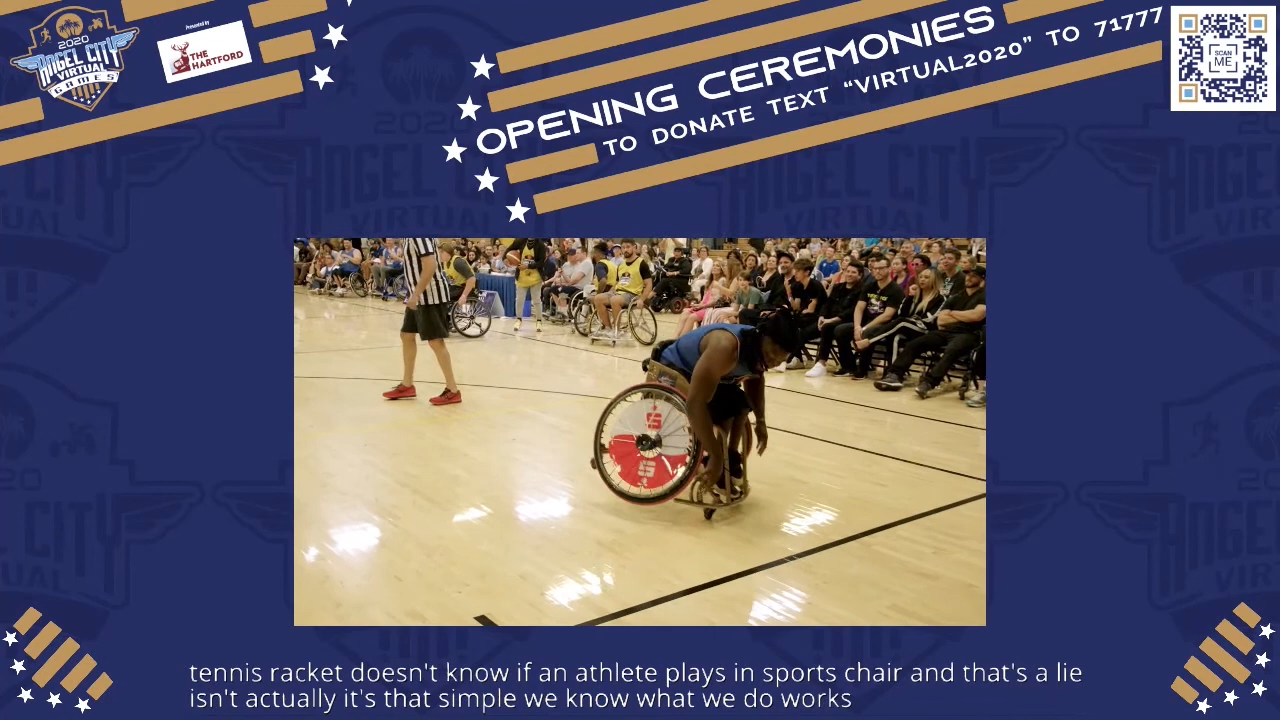 2020
ANGEL CITY
VIRTUAL
GAMES
Presented by
THE
HARTFORD
OPENING CEREMONIES
TO DONATE TEXT “VIRTUAL2020” TO 71777
SCAN
ME
tennis racket doesn't know if an athlete plays in sports chair and that's a lie
isn't actually it's that simple we know what we do works